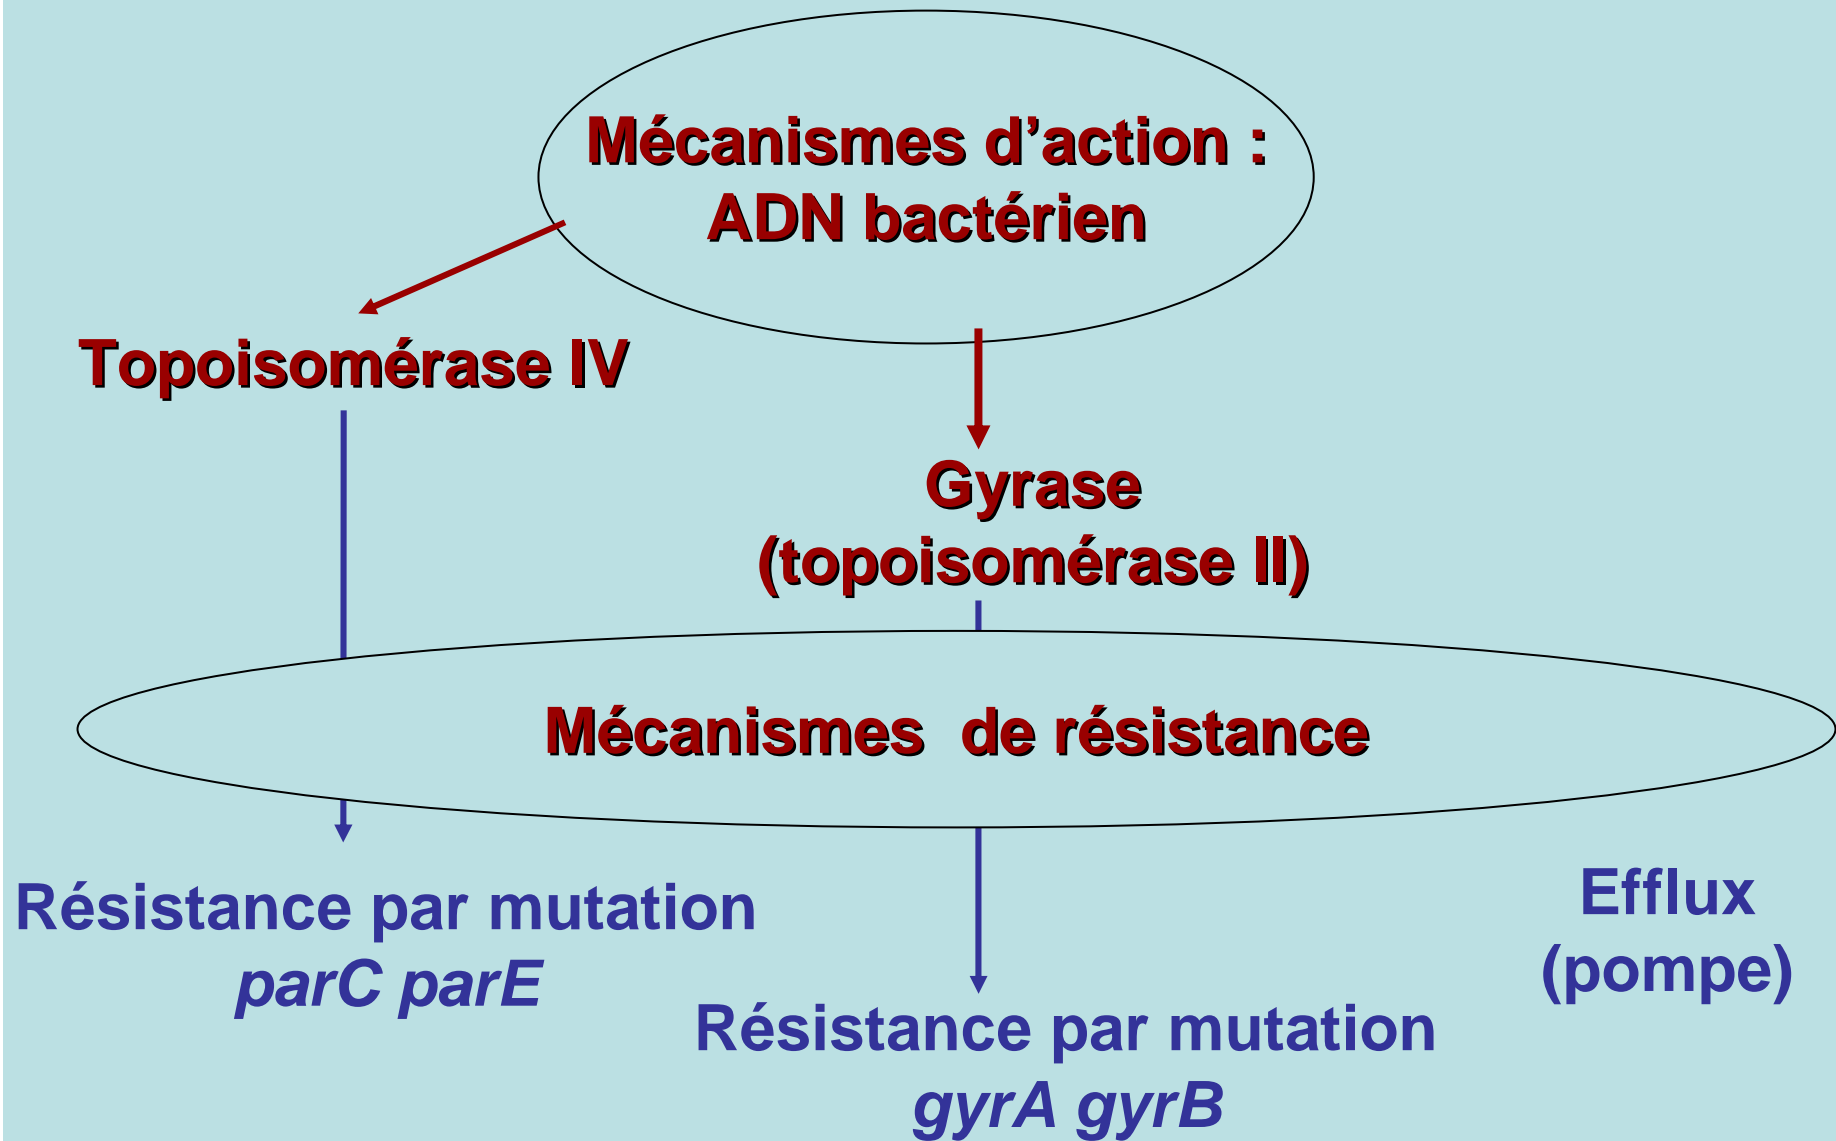 Mécanismes d’action :
ADN bactérien
Topoisomérase IV
Gyrase
(topoisomérase II)
Mécanismes  de résistance
Résistance par mutation
parC parE
Efflux
(pompe)
Résistance par mutation
gyrA gyrB